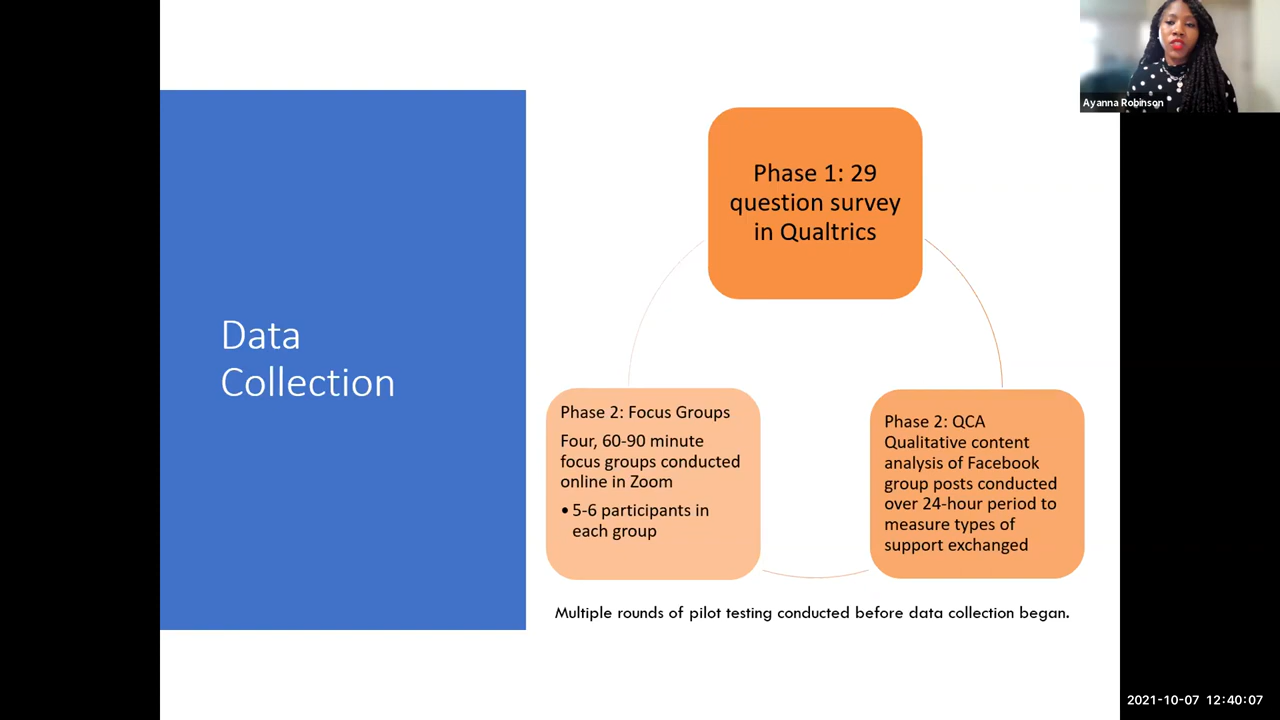 Ayanna Robinson
Data
Collection
Phase 1: 29
question survey
in Qualtrics
Phase 2: Focus Groups
Four, 60-90 minute
focus groups conducted
online in Zoom
• 5-6 participants in
each group
Phase 2: QCA
Qualitative content
analysis of Facebook
group posts conducted
over 24-hour period to
measure types of
support exchanged
Multiple rounds of pilot testing conducted before data collection began.
2021-10-07 12:40:07